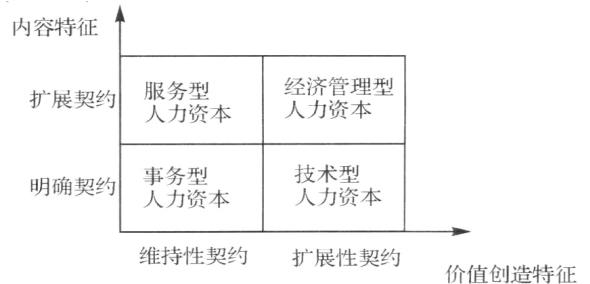 内容特征
扩展契约
服务型
人力资本
经济管理型
人力资本
明确契约
事务型
人力资本
技术型
人力资本
维持性契约
扩展性契约
价值创造特征